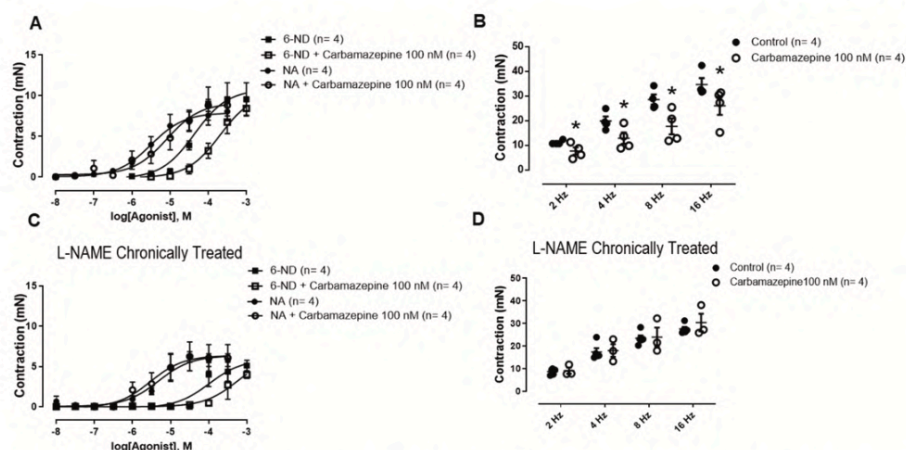 A
6-ND (n= 4)
6-ND + Carbamazepine 100 nM (n= 4)
NA (n= 4)
NA + Carbamazepine 100 nM (n= 4)
Contraction (mN)
15
10
5
0
-8 -7 -6 -5 -4 -3
log[Agonist], M
B
Control (n= 4)
Carbamazepine 100 nM (n= 4)
Contraction (mN)
50
40
30
20
10
0
* * * *
2 Hz 4 Hz 8 Hz 16 Hz
C
L-NAME Chronically Treated
6-ND (n= 4)
6-ND + Carbamazepine 100 nM (n= 4)
NA (n= 4)
NA + Carbamazepine 100 nM (n= 4)
Contraction (mN)
15
10
5
0
-8 -7 -6 -5 -4 -3
log[Agonist], M
D
L-NAME Chronically Treated
Control (n= 4)
Carbamazepine100 nM (n= 4)
Contraction (mN)
50
40
30
20
10
0
2 Hz 4 Hz 8 Hz 16 Hz